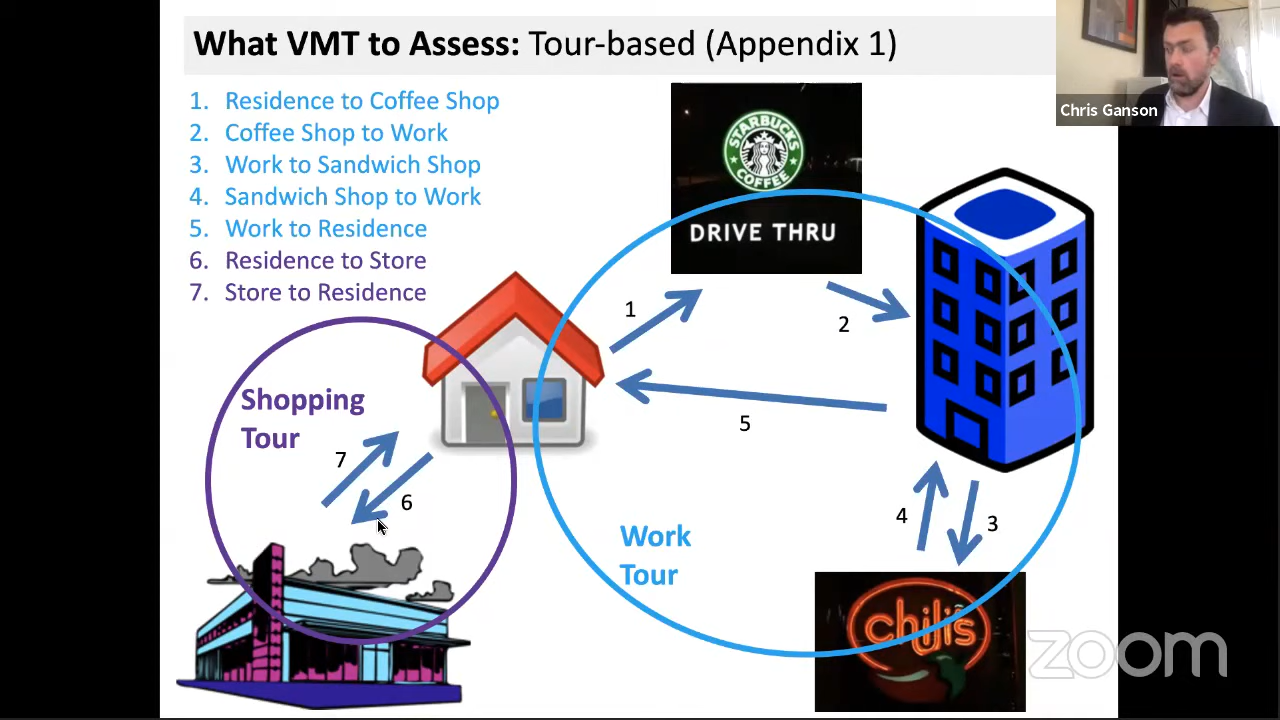 What VMT to Assess: Tour-based (Appendix 1)
1. Residence to Coffee Shop
2. Coffee Shop to Work
3. Work to Sandwich Shop
4. Sandwich Shop to Work
5. Work to Residence
6. Residence to Store
7. Store to Residence
Chris Ganson
STARBUCKS
COFFEE
DRIVE THRU
1
2
5
Shopping
Tour
7
6
4
3
Work
Tour
chili's
zoom